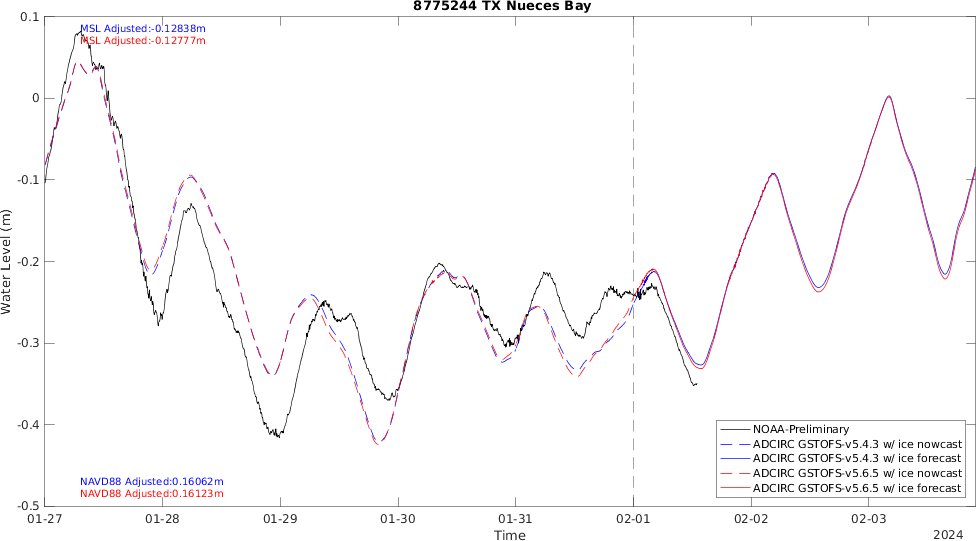 8775244 TX Nueces Bay
0.1
MSL Adjusted:-0.12838m
MSL Adjusted:-0.12777m
0
-0.1
-0.2
-0.3
-0.4
-0.5
Water Level (m)
NAVD88 Adjusted:0.16062m
NAVD88 Adjusted:0.16123m
NOAA-Preliminary
ADCIRC GSTOFS-v5.4.3 w/ ice nowcast
ADCIRC GSTOFS-v5.4.3 w/ ice forecast
ADCIRC GSTOFS-v5.6.5 w/ ice nowcast
ADCIRC GSTOFS-v5.6.5 w/ ice forecast
01-27 01-28 01-29 01-30 01-31 02-01 02-02 02-03
Time
2024